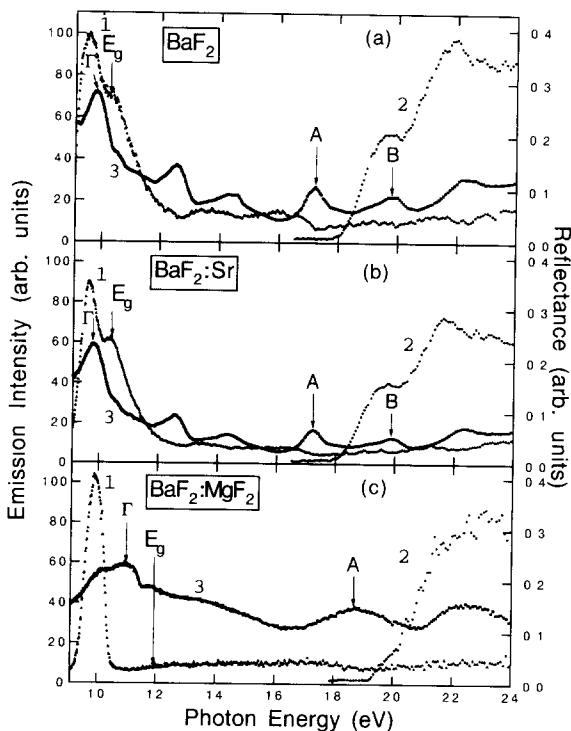 Emission Intensity (arb. units)
Reflectance (arb. units)
100
80
60
40
20
0
1
Γ
E_g
BaF₂
(a)
2
3
A
B
0 4
0 3
0 2
0 1
0 0
100
80
60
40
20
0
1
Γ
E_g
BaF₂:Sr
(b)
2
3
A
B
0 4
0 3
0 2
0 1
0 0
100
80
60
40
20
0
1
Γ
E_g
BaF₂:MgF₂
(c)
2
3
A
0 4
0 3
0 2
0 1
0 0
10 12 14 16 18 20 22 24
Photon Energy (eV)